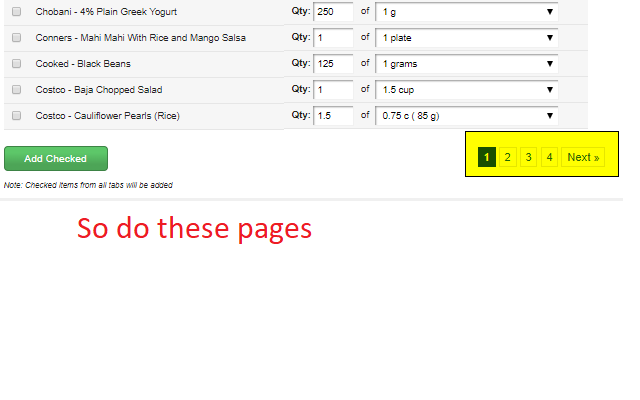 Chobani - 4% Plain Greek Yogurt Qty: 250 of 1 g
Conners - Mahi Mahi With Rice and Mango Salsa Qty: 1 of 1 plate
Cooked - Black Beans Qty: 125 of 1 grams
Costco - Baja Chopped Salad Qty: 1 of 1.5 cup
Costco - Cauliflower Pearls (Rice) Qty: 1.5 of 0.75 c ( 85 g)
Add Checked 1 2 3 4 Next »
Note: Checked items from all tabs will be added
So do these pages